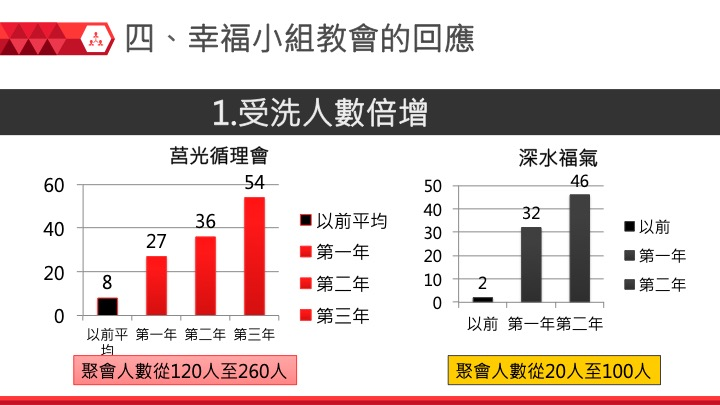 四、幸福小組教會的回應
1.受洗人數倍增
莒光循理會
60
40
20
0
8
27
36
54
以前平均
第一年
第二年
第三年
以前平均
第一年
第二年
第三年
聚會人數從120人至260人
深水福氣
50
40
30
20
10
0
2
32
46
以前
第一年
第二年
以前
第一年
第二年
聚會人數從20人至100人